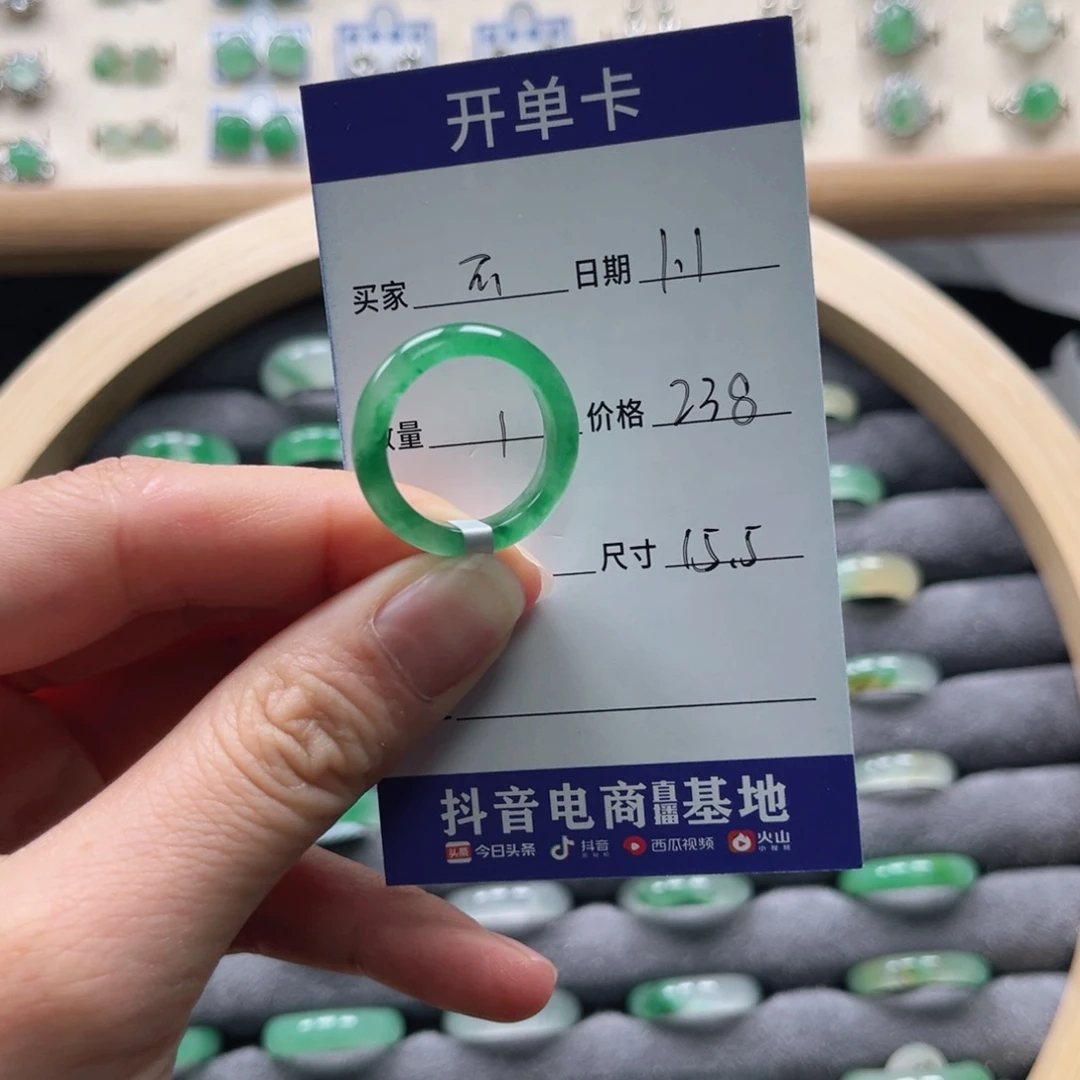 开单卡
买家 石 日期 1.1
数量 1 价格 238
尺寸 15.5
抖音电商直播基地
头条 今日头条 抖音 西瓜视频 火山